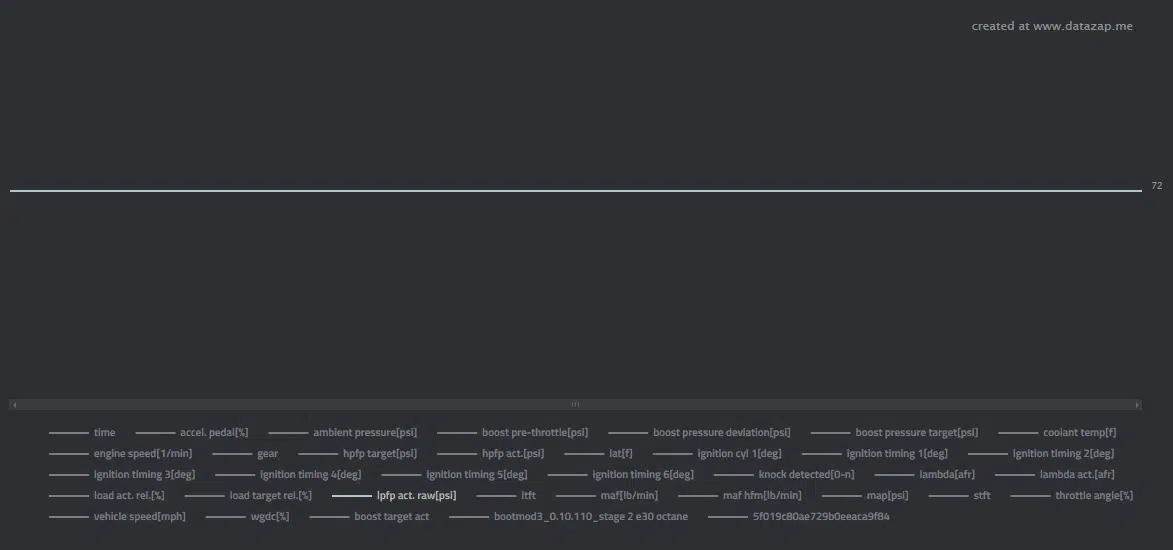 created at www.datazap.me
72
time accel. pedal[%] ambient pressure[psi] boost pre-throttle[psi] boost pressure deviation[psi] boost pressure target[psi] coolant temp[f]
engine speed[1/min] gear hpfp target[psi] hpfp act.[psi] iat[f] ignition cyl 1[deg] ignition timing 1[deg] ignition timing 2[deg]
ignition timing 3[deg] ignition timing 4[deg] ignition timing 5[deg] ignition timing 6[deg] knock detected[0-n] lambda[afr] lambda act.[afr]
load act. rel.[%] load target rel.[%] lpfp act. raw[psi] ltft maf[lb/min] maf hfm[lb/min] map[psi] stft throttle angle[%]
vehicle speed[mph] wgdc[%] boost target act bootmod3_0.10.110_stage 2 e30 octane 5f019c80ae729b0eeaca9f84